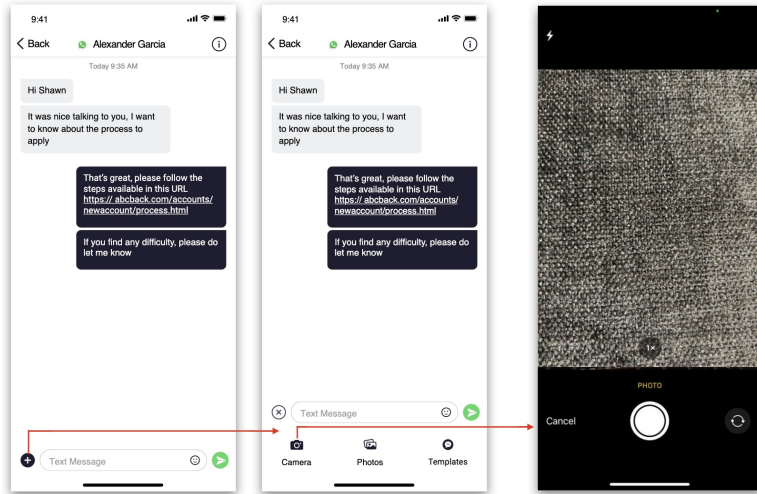 9:41
Back
Alexander Garcia
Today 9:35 AM
Hi Shawn
It was nice talking to you, I want
to know about the process to
apply
That's great, please follow the
steps available in this URL
https:// abcback.com/accounts/
newaccount/process.html
If you find any difficulty, please do
let me know
Text Message
9:41
Back
Alexander Garcia
Today 9:35 AM
Hi Shawn
It was nice talking to you, I want
to know about the process to
apply
That's great, please follow the
steps available in this URL
https:// abcback.com/accounts/
newaccount/process.html
If you find any difficulty, please do
let me know
Text Message
Camera
Photos
Templates
1×
PHOTO
Cancel